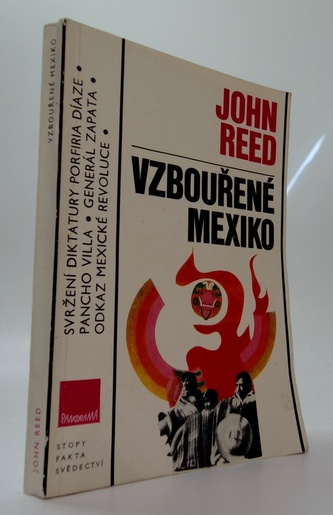 JOHN
REED
VZBOUŘENÉ
MEXIKO
SVRŽENÍ DIKTATURY PORFIRIA DÍAZE •
PANCHO VILLA • GENERÁL ZAPATA •
ODKAZ MEXICKÉ REVOLUCE •
PANORAMA
STOPY
FAKTA
SVĚDECTVÍ
JOHN REED
VZBOUŘENÉ MEXIKO